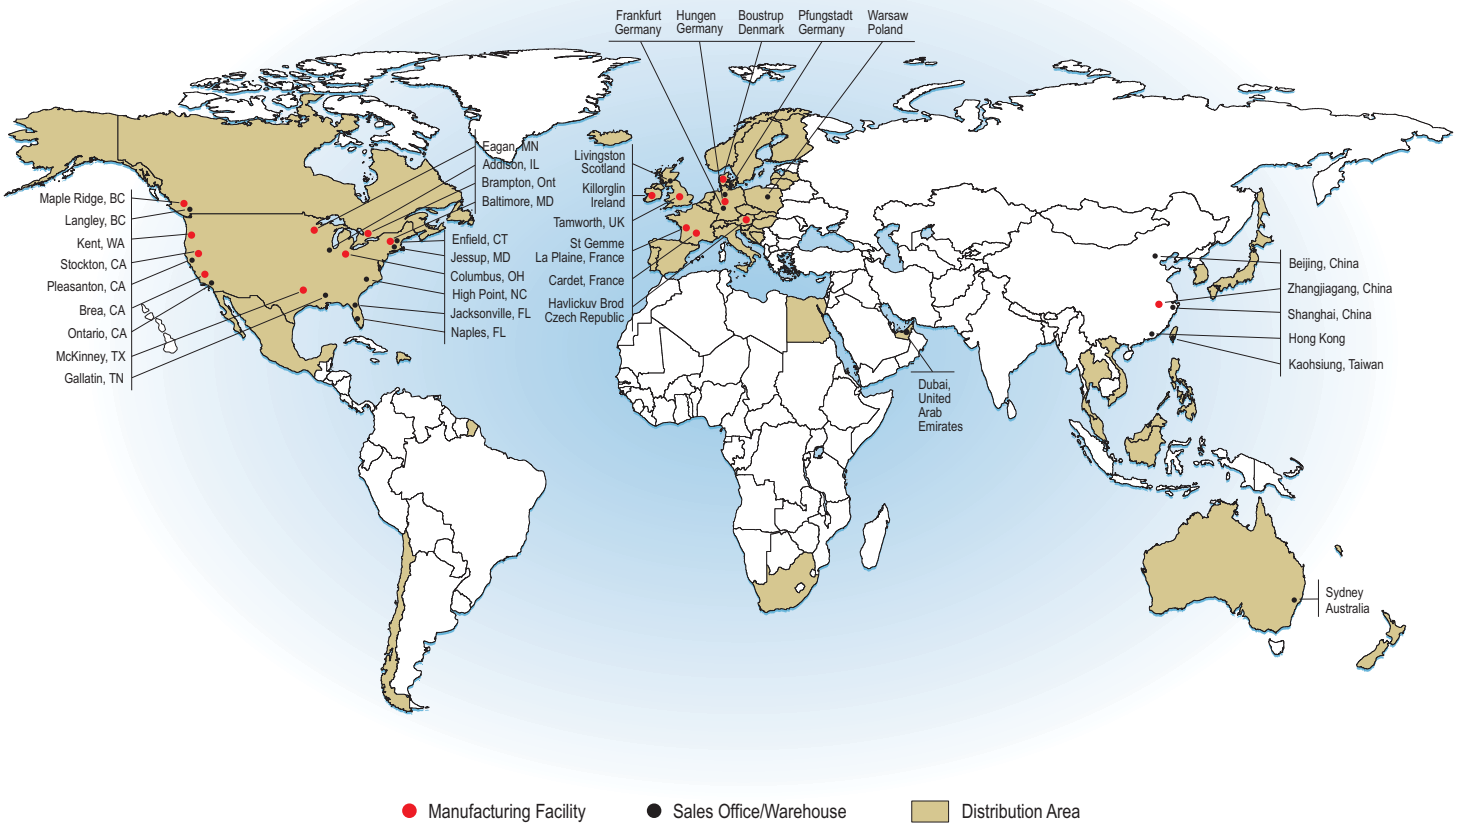 Frankfurt
Germany
Hungen
Germany
Boustrup
Denmark
Pfungstadt
Germany
Warsaw
Poland
Eagan, MN
Addison, IL
Brampton, Ont
Baltimore, MD
Enfield, CT
Jessup, MD
Columbus, OH
High Point, NC
Jacksonville, FL
Naples, FL
Maple Ridge, BC
Langley, BC
Kent, WA
Stockton, CA
Pleasanton, CA
Brea, CA
Ontario, CA
McKinney, TX
Gallatin, TN
Livingston
Scotland
Killorglin
Ireland
Tamworth, UK
St Gemme
La Plaine, France
Cardet, France
Havlickuv Brod
Czech Republic
Dubai,
United
Arab
Emirates
Beijing, China
Zhangjiagang, China
Shanghai, China
Hong Kong
Kaohsiung, Taiwan
Sydney
Australia
Manufacturing Facility
Sales Office/Warehouse
Distribution Area